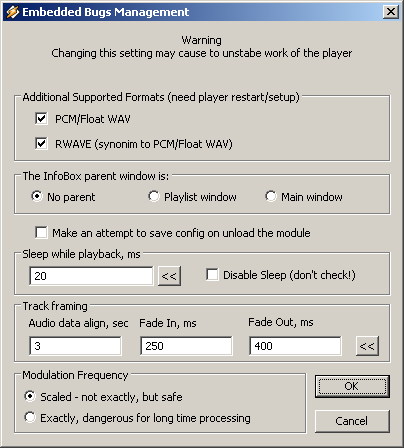 Embedded Bugs Management
Warning
Changing this setting may cause to unstabe work of the player
Additional Supported Formats (need player restart/setup)
PCM/Float WAV
RWAVE (synonim to PCM/Float WAV)
The InfoBox parent window is:
No parent Playlist window Main window
Make an attempt to save config on unload the module
Sleep while playback, ms
20 << Disable Sleep (don't check!)
Track framing
Audio data align, sec Fade In, ms Fade Out, ms
3 250 400 <<
Modulation Frequency
Scaled - not exactly, but safe
Exactly, dangerous for long time processing
OK
Cancel